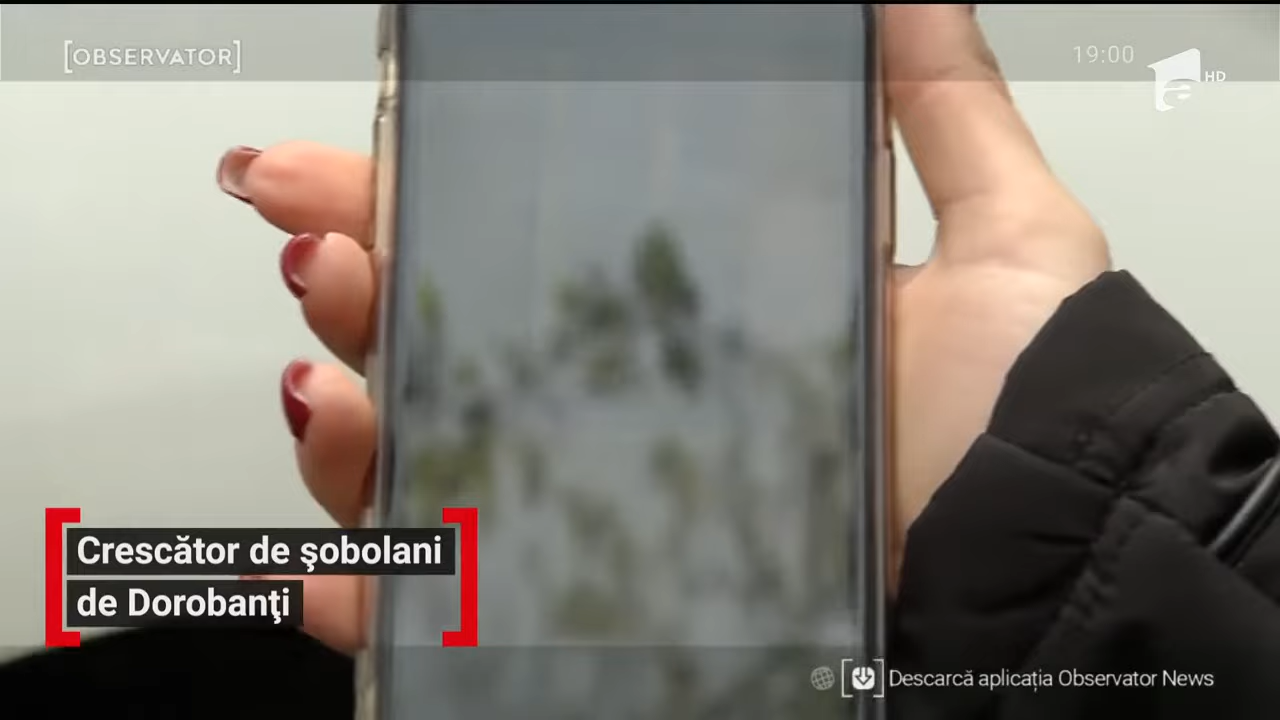 [OBSERVATOR]
19:00
HD
Crescător de şobolani
de Dorobanţi
Descarcă aplicația Observator News